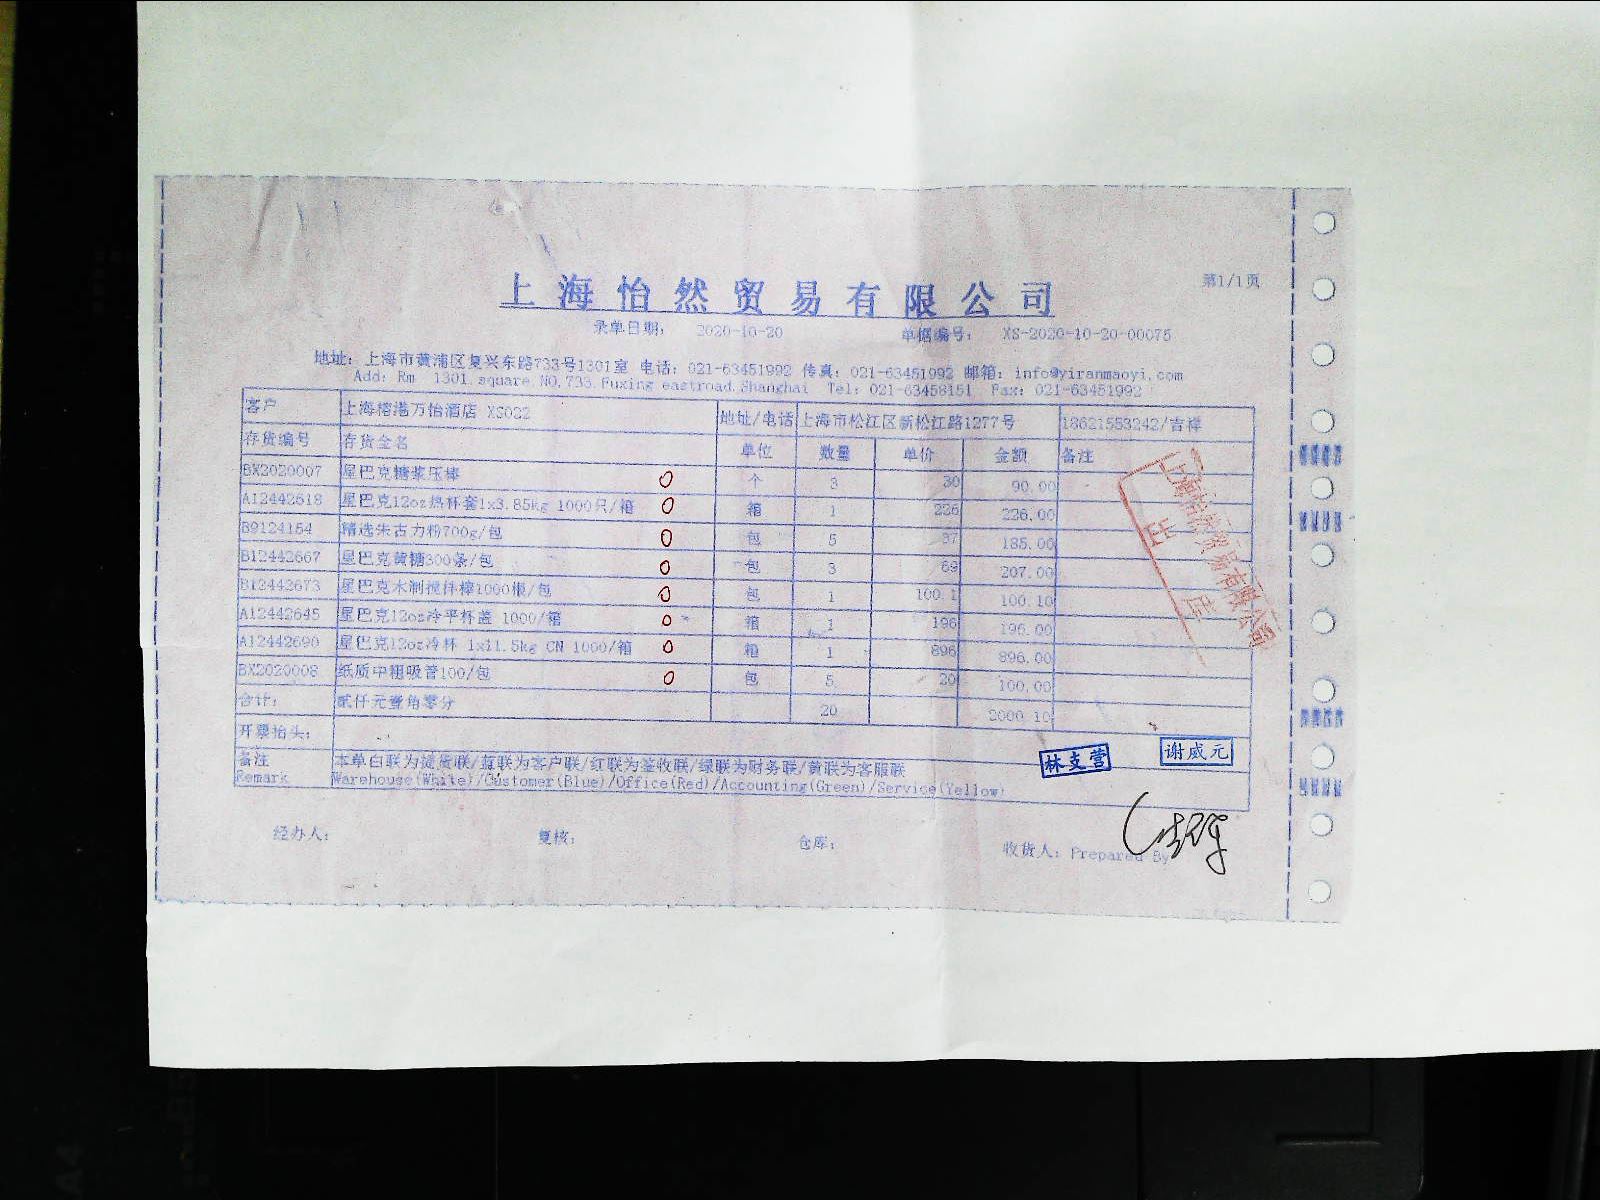 上海怡然贸易有限公司
第1/1页
录单日期： 2020-10-20 单据编号： XS-2020-10-20-00075
地址：上海市黄浦区复兴东路733号1301室 电话：021-63451992 传真：021-63451992 邮箱：info@yiranmaoyi.com
Add: Rm 1301.square.NO.733.Fuxing eastroad.Shanghai Tel: 021-63458151 Fax: 021-63451992
客户 上海榕港万怡酒店 XS022 地址/电话 上海市松江区新松江路1277号 18621553242/吉祥
存货编号 存货全名 单位 数量 单价 金额 备注
BX2020007 星巴克糖浆压棒 个 3 30 90.00
A12442618 星巴克12oz热杯套1x3.85kg 1000只/箱 箱 1 226 226.00
B9124154 精选朱古力粉700g/包 包 5 37 185.00
B12442667 星巴克黄糖300条/包 包 3 69 207.00
B12442673 星巴克木制搅拌棒1000根/包 包 1 100.1 100.10
A12442645 星巴克12oz冷平杯盖 1000/箱 箱 1 196 196.00
A12442690 星巴克12oz冷杯 1x11.5kg CN 1000/箱 箱 1 896 896.00
BX2020008 纸质中粗吸管100/包 包 5 20 100.00
合计： 贰仟元壹角零分 20 2000.10
开票抬头：
备注 本单白联为提货联/蓝联为客户联/红联为签收联/绿联为财务联/黄联为客服联
Remark Warehouse(White)/Customer(Blue)/Office(Red)/Accounting(Green)/Service(Yellow)
林支营 谢威元
经办人： 复核： 仓库： 收货人：Prepared By